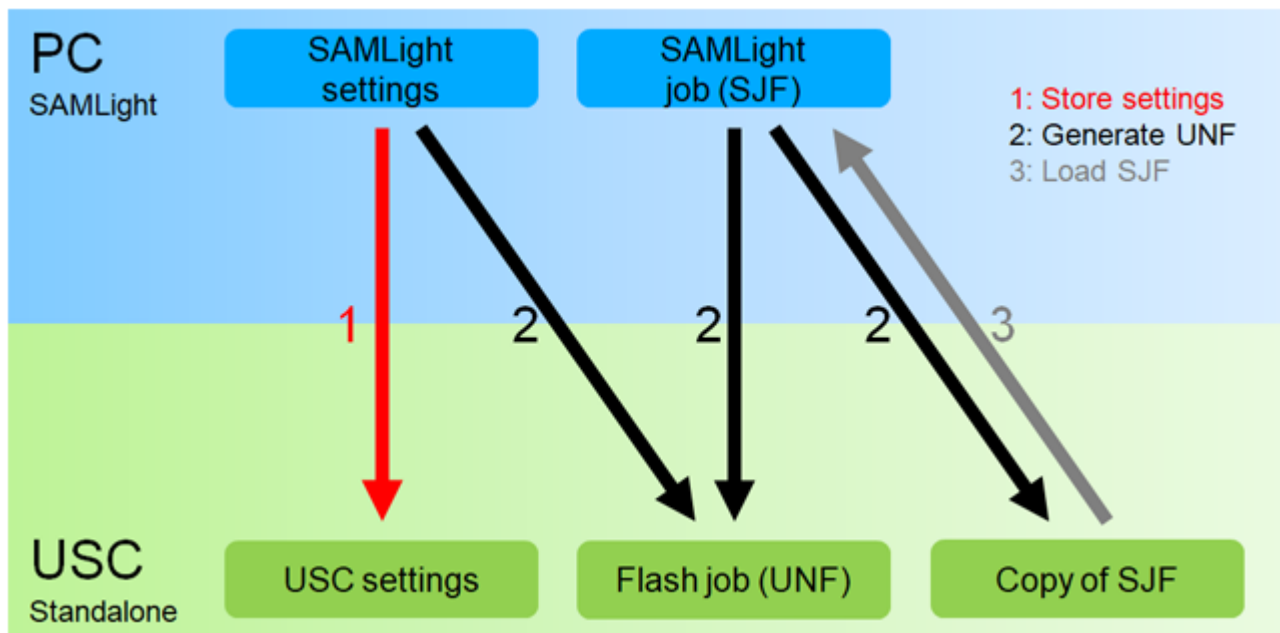 PC
SAMLight
SAMLight
settings
SAMLight
job (SJF)
1: Store settings
2: Generate UNF
3: Load SJF
1
2
2
2
3
USC
Standalone
USC settings
Flash job (UNF)
Copy of SJF